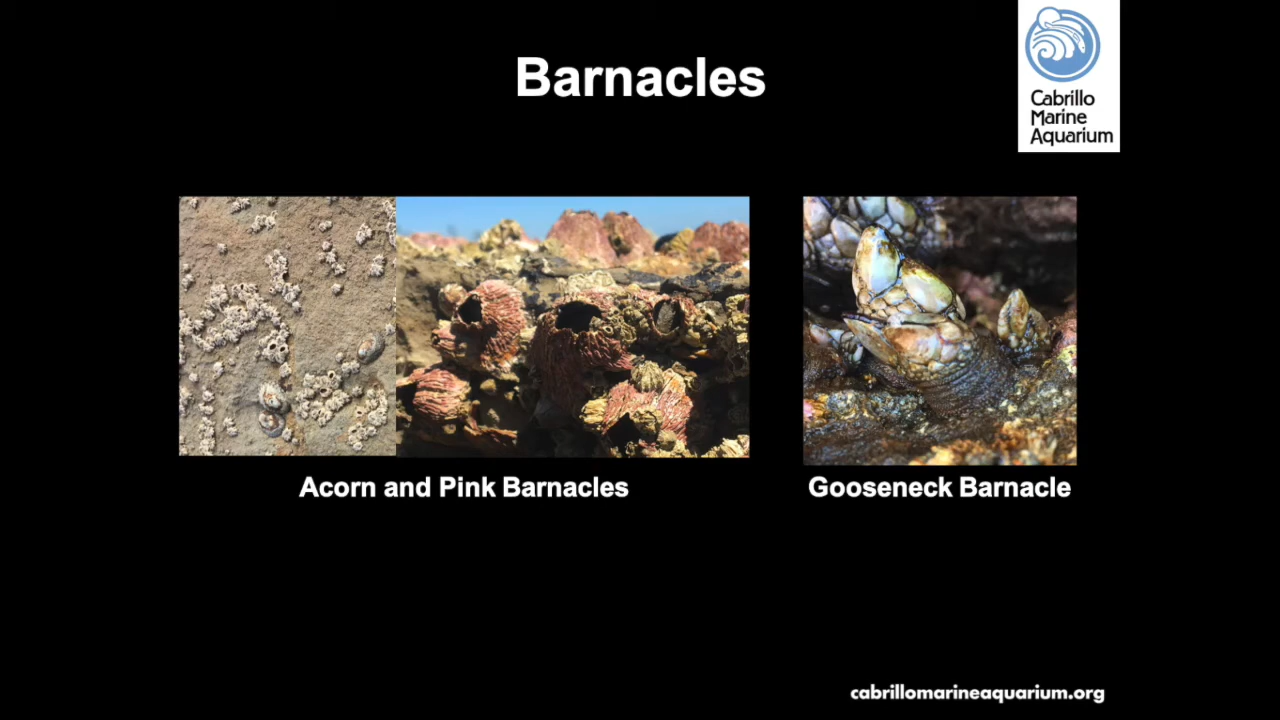 Barnacles
Cabrillo
Marine
Aquarium
Acorn and Pink Barnacles
Gooseneck Barnacle
cabrillomarineaquarium.org